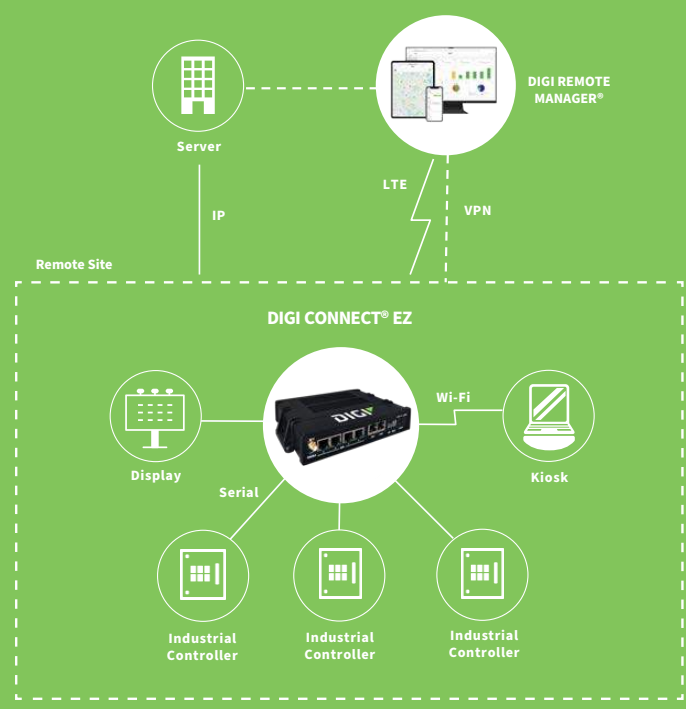 DIGI REMOTE
MANAGER®
Server
LTE
VPN
IP
Remote Site
DIGI CONNECT® EZ
DIGI
Wi-Fi
Display
Kiosk
Serial
Industrial
Controller
Industrial
Controller
Industrial
Controller